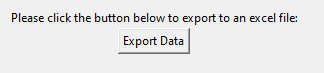 Please click the button below to export to an excel file:
Export Data